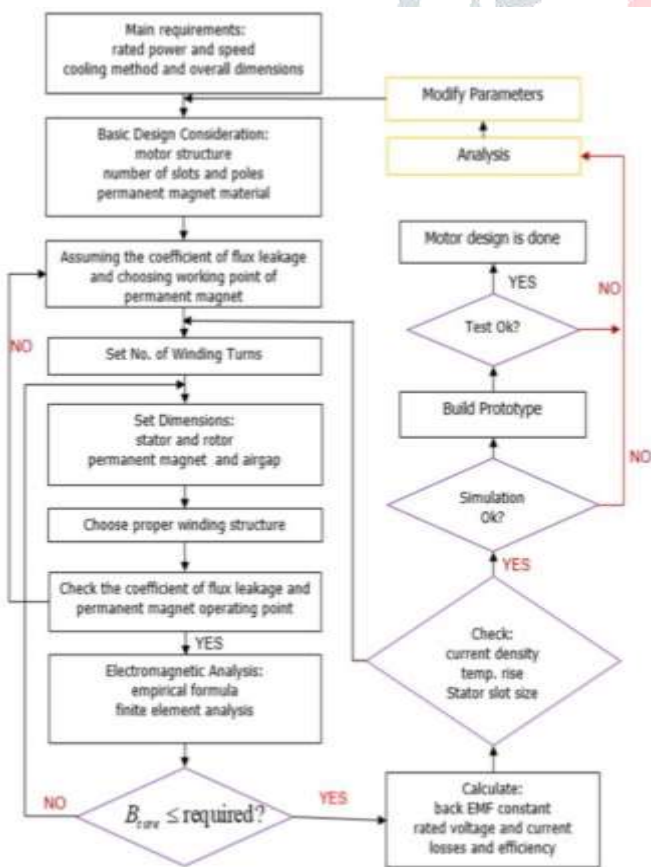 Main requirements:
rated power and speed
cooling method and overall dimensions
Modify Parameters
Analysis
Basic Design Consideration:
motor structure
number of slots and poles
permanent magnet material
Motor design is done
Assuming the coefficient of flux leakage
and choosing working point of
permanent magnet
YES
NO
Test Ok?
NO
Set No. of Winding Turns
Build Prototype
Set Dimensions:
stator and rotor
permanent magnet and airgap
NO
Simulation
Ok?
Choose proper winding structure
YES
Check the coefficient of flux leakage and
permanent magnet operating point
YES
Check:
current density
temp. rise
Stator slot size
Electromagnetic Analysis:
empirical formula
finite element analysis
NO
B_core ≤ required?
YES
Calculate:
back EMF constant
rated voltage and current
losses and efficiency